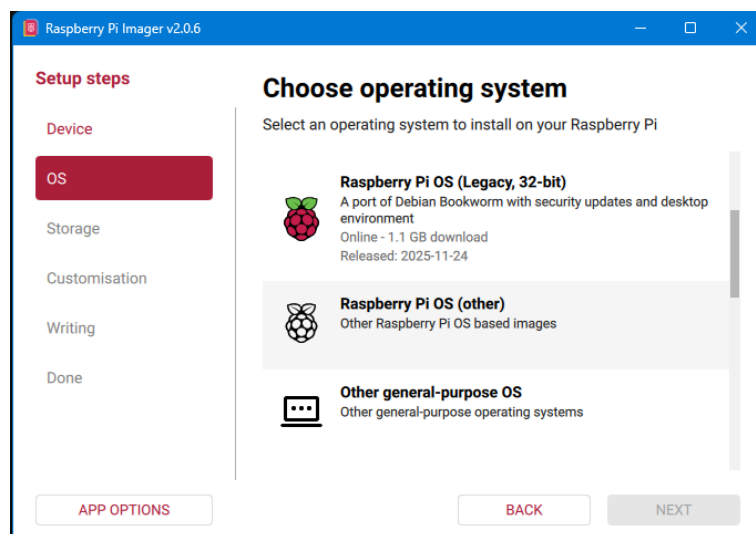 Raspberry Pi Imager v2.0.6
Setup steps
Device
OS
Storage
Customisation
Writing
Done
APP OPTIONS
Choose operating system
Select an operating system to install on your Raspberry Pi
Raspberry Pi OS (Legacy, 32-bit)
A port of Debian Bookworm with security updates and desktop
environment
Online - 1.1 GB download
Released: 2025-11-24
Raspberry Pi OS (other)
Other Raspberry Pi OS based images
Other general-purpose OS
Other general-purpose operating systems
BACK
NEXT